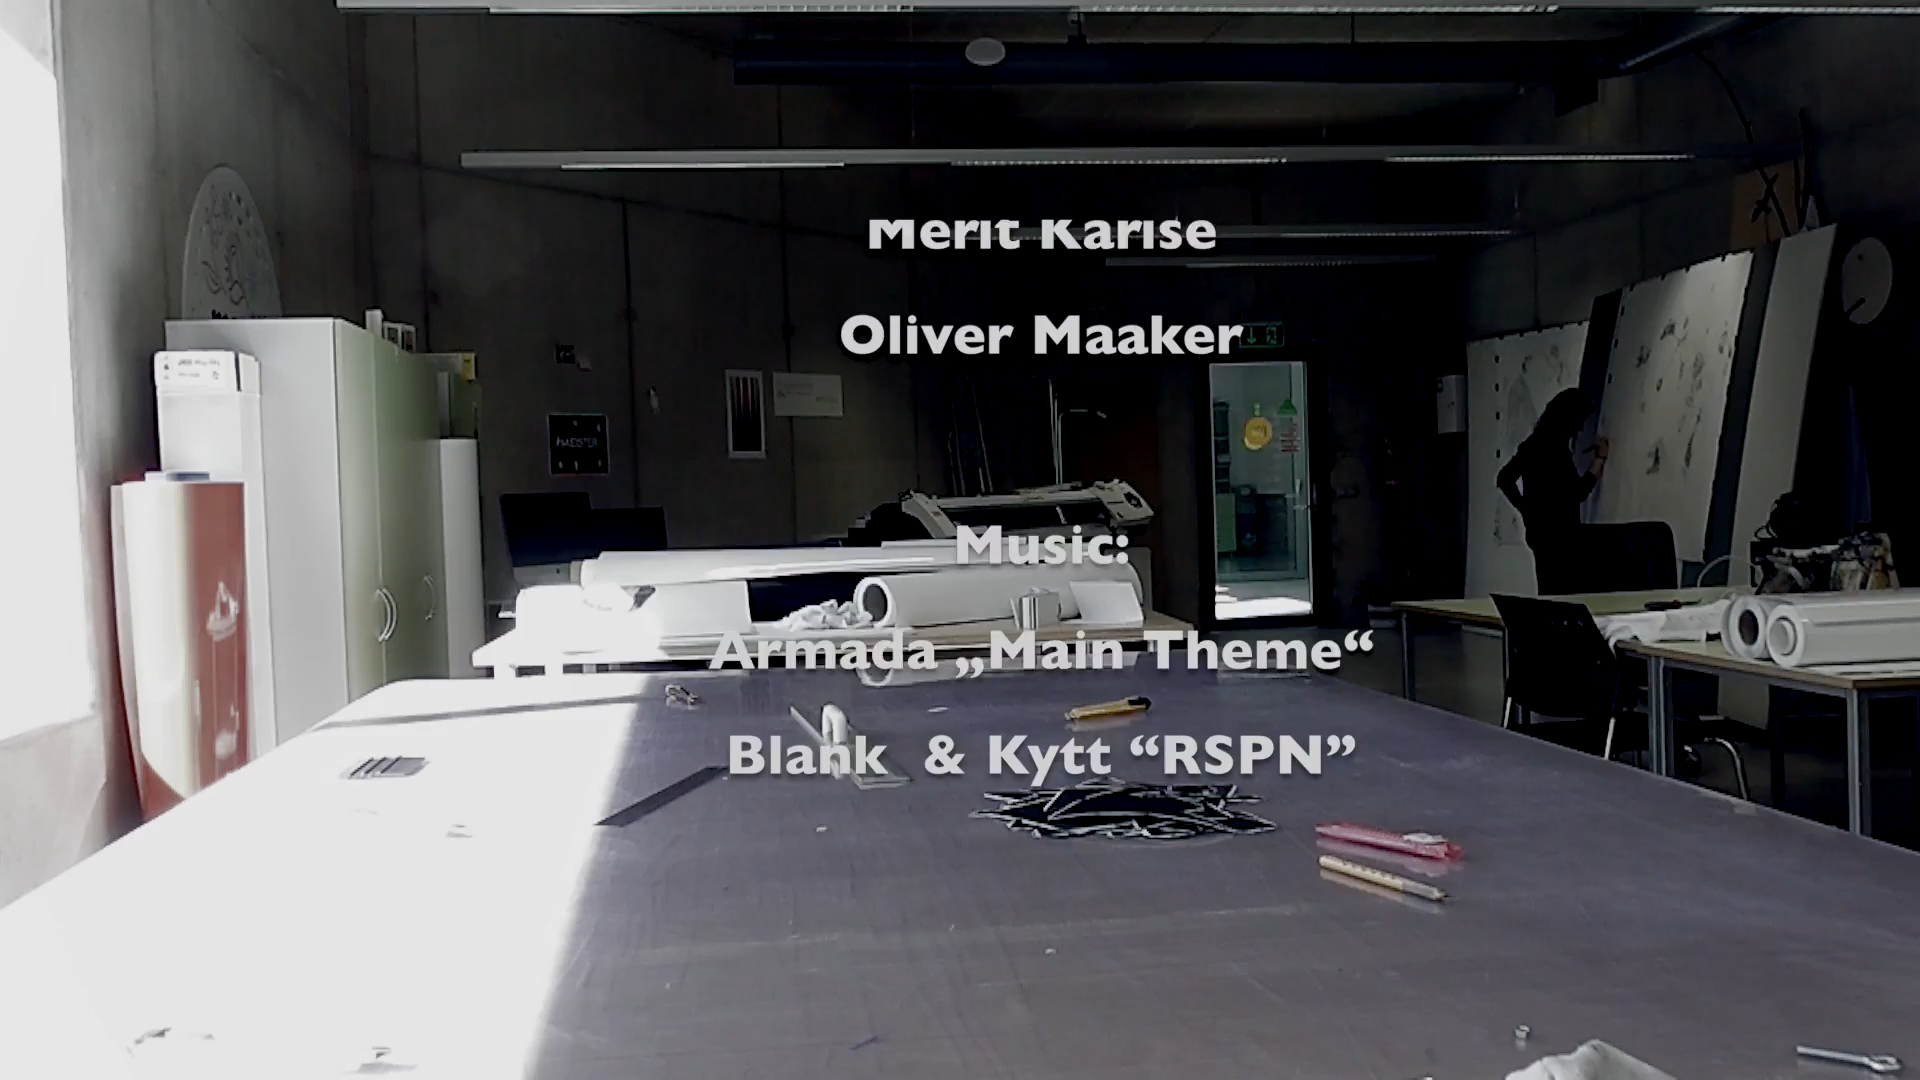 Merit Karise
Oliver Maaker
Music:
Armada „Main Theme“
Blank & Kytt “RSPN”